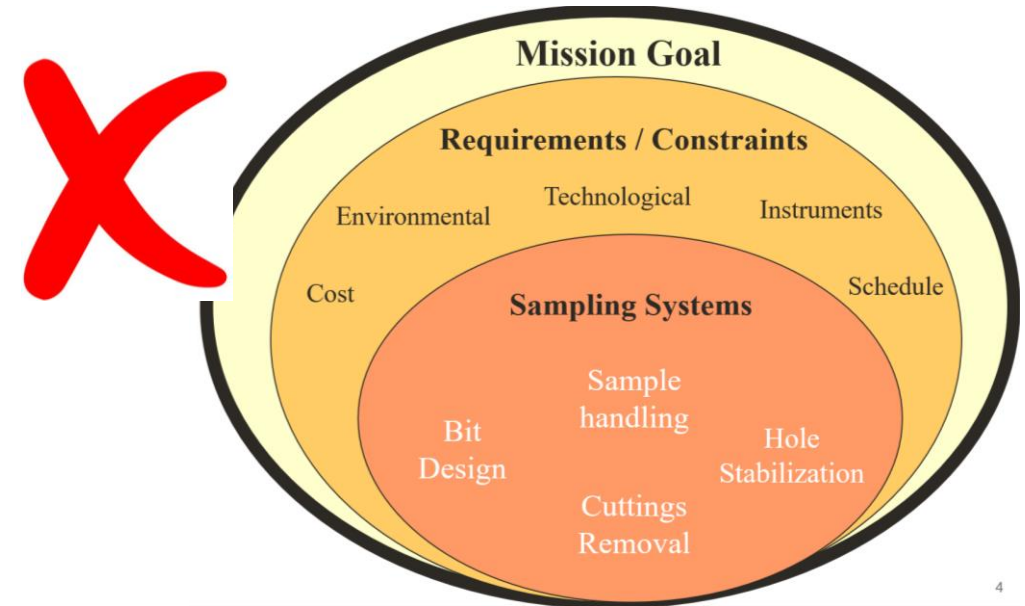 Mission Goal
Requirements / Constraints
Technological
Environmental
Instruments
Cost
Schedule
Sampling Systems
Sample
handling
Bit
Design
Hole
Stabilization
Cuttings
Removal
4